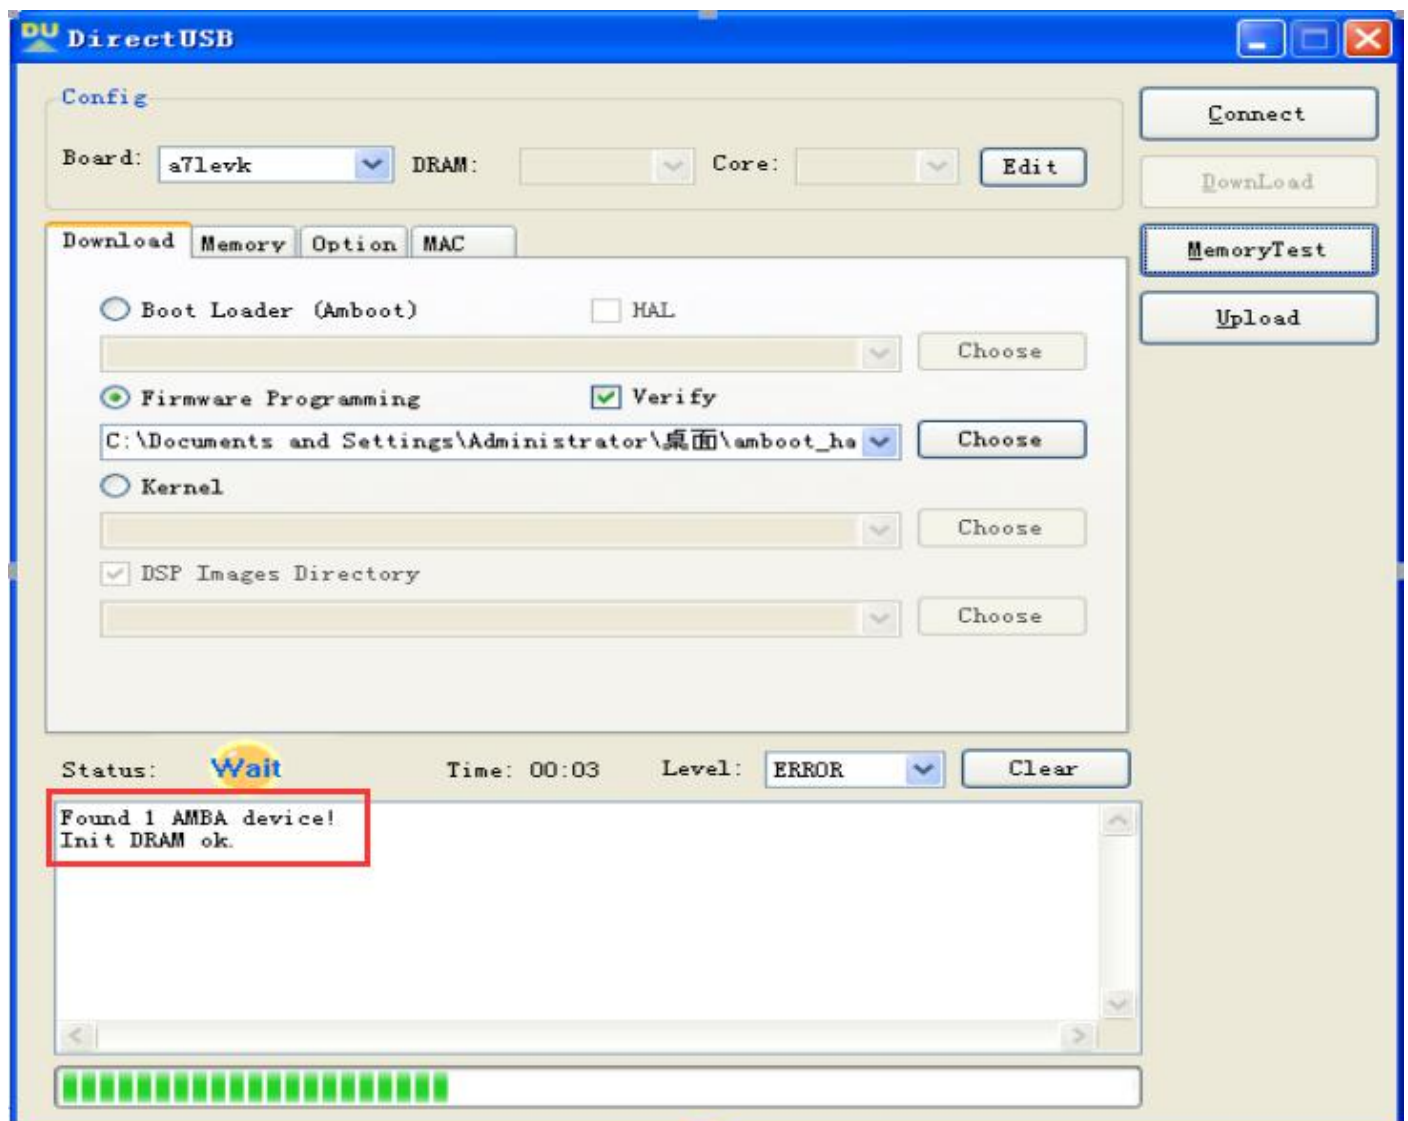 DU DirectUSB
Config
Connect
Board: a7levk DRAM: Core: Edit
DownLoad
Download Memory Option MAC
MemoryTest
Boot Loader (Amboot) HAL
Upload
Choose
Firmware Programming Verify
C:\Documents and Settings\Administrator\桌面\amboot_ha Choose
Kernel
Choose
DSP Images Directory
Choose
Status: Wait Time: 00:03 Level: ERROR Clear
Found 1 AMBA device!
Init DRAM ok.